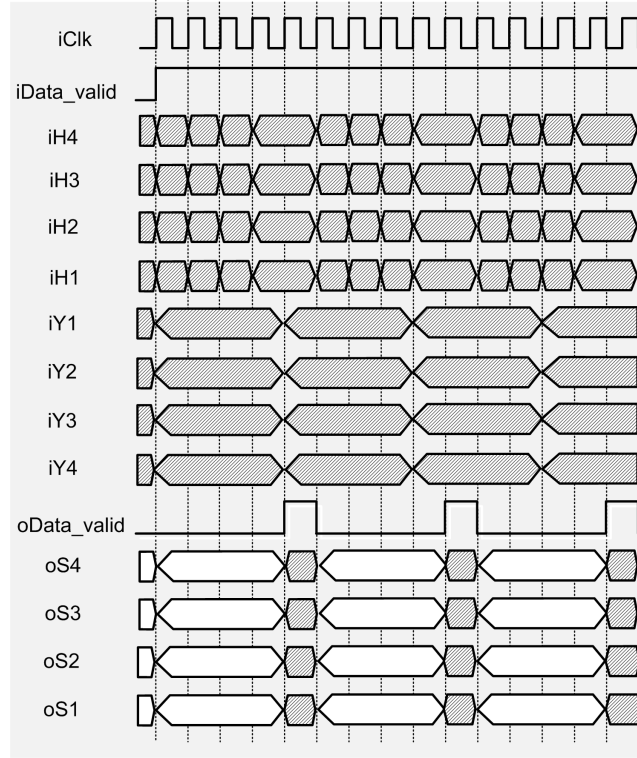 iClk
iData_valid
iH4
iH3
iH2
iH1
iY1
iY2
iY3
iY4
oData_valid
oS4
oS3
oS2
oS1